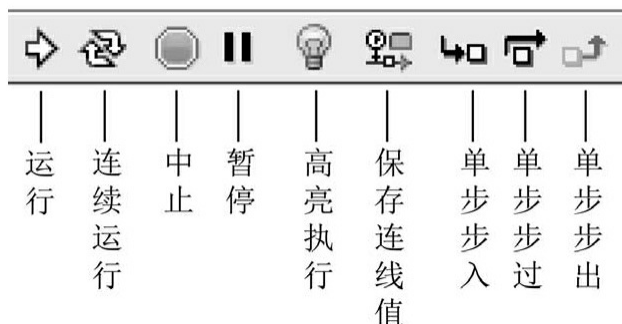 运行
连续运行
中止
暂停
高亮执行
保存连线值
单步步入
单步步过
单步步出